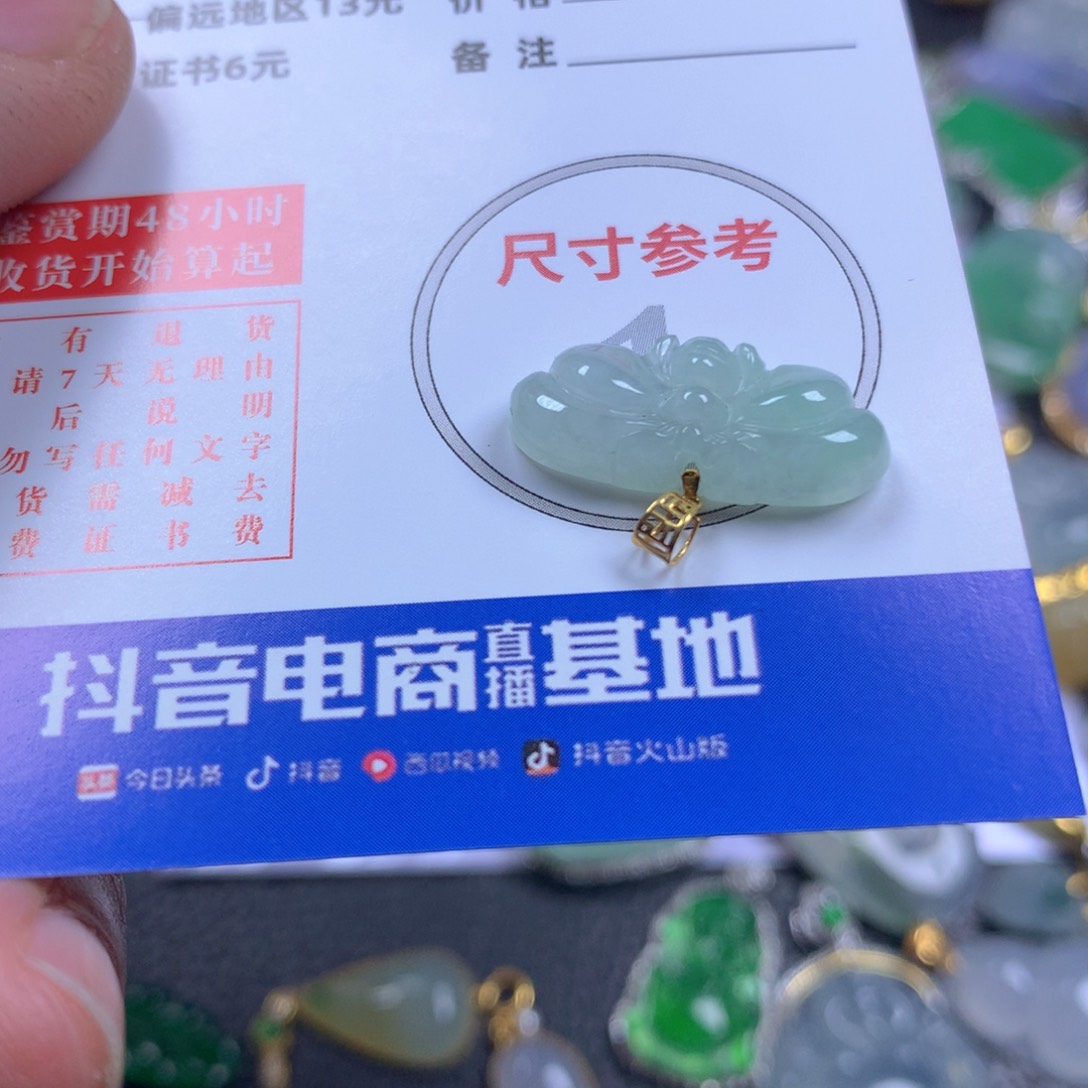 偏远地区13元 价格
证书6元 备注
鉴赏期48小时
收货开始算起
有退货
请7天无理由
后说明
勿写任何文字
货需减去
费证书费
尺寸参考
抖音电商直播基地
头条 今日头条 抖音 西瓜视频 抖音火山版